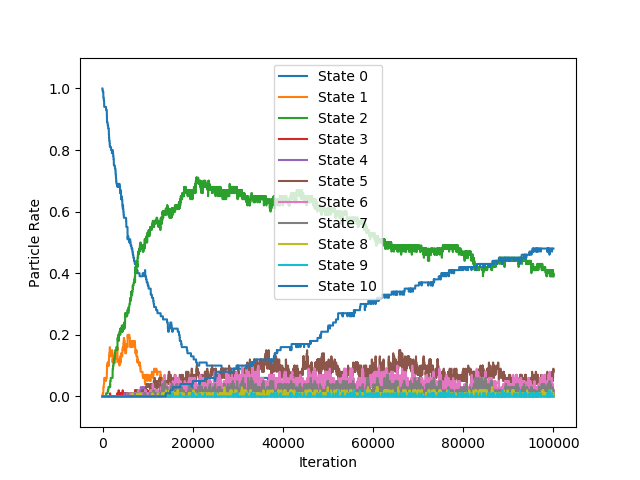 1.0
0.8
0.6
0.4
0.2
0.0
Particle Rate
State 0
State 1
State 2
State 3
State 4
State 5
State 6
State 7
State 8
State 9
State 10
0 20000 40000 60000 80000 100000
Iteration